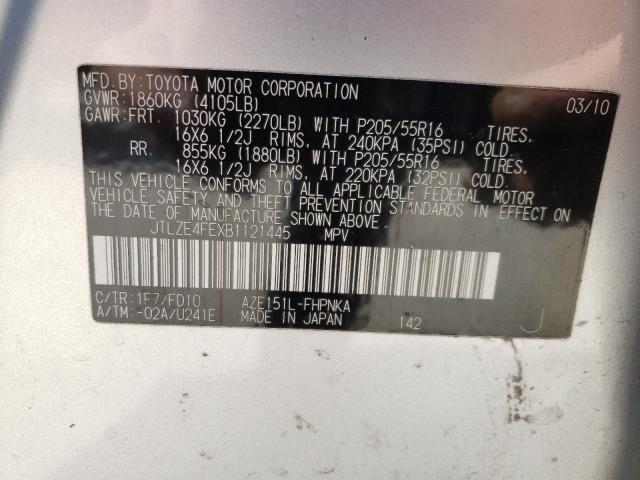 MFD.BY:TOYOTA MOTOR CORPORATION 03/10
GVWR:1860KG (4105LB)
GAWR:FRT. 1030KG (2270LB) WITH P205/55R16 TIRES,
16X6 1/2J RIMS, AT 240KPA (35PSI) COLD.
RR. 855KG (1880LB) WITH P205/55R16 TIRES,
16X6 1/2J RIMS, AT 220KPA (32PSI) COLD.
THIS VEHICLE CONFORMS TO ALL APPLICABLE FEDERAL MOTOR
VEHICLE SAFETY AND THEFT PREVENTION STANDARDS IN EFFECT ON
THE DATE OF MANUFACTURE SHOWN ABOVE.
JTLZE4FEXB1121445 MPV
C/TR:1F7/FD10 AZE151L-FHPNKA
A/TM:-02A/U241E MADE IN JAPAN 142 J